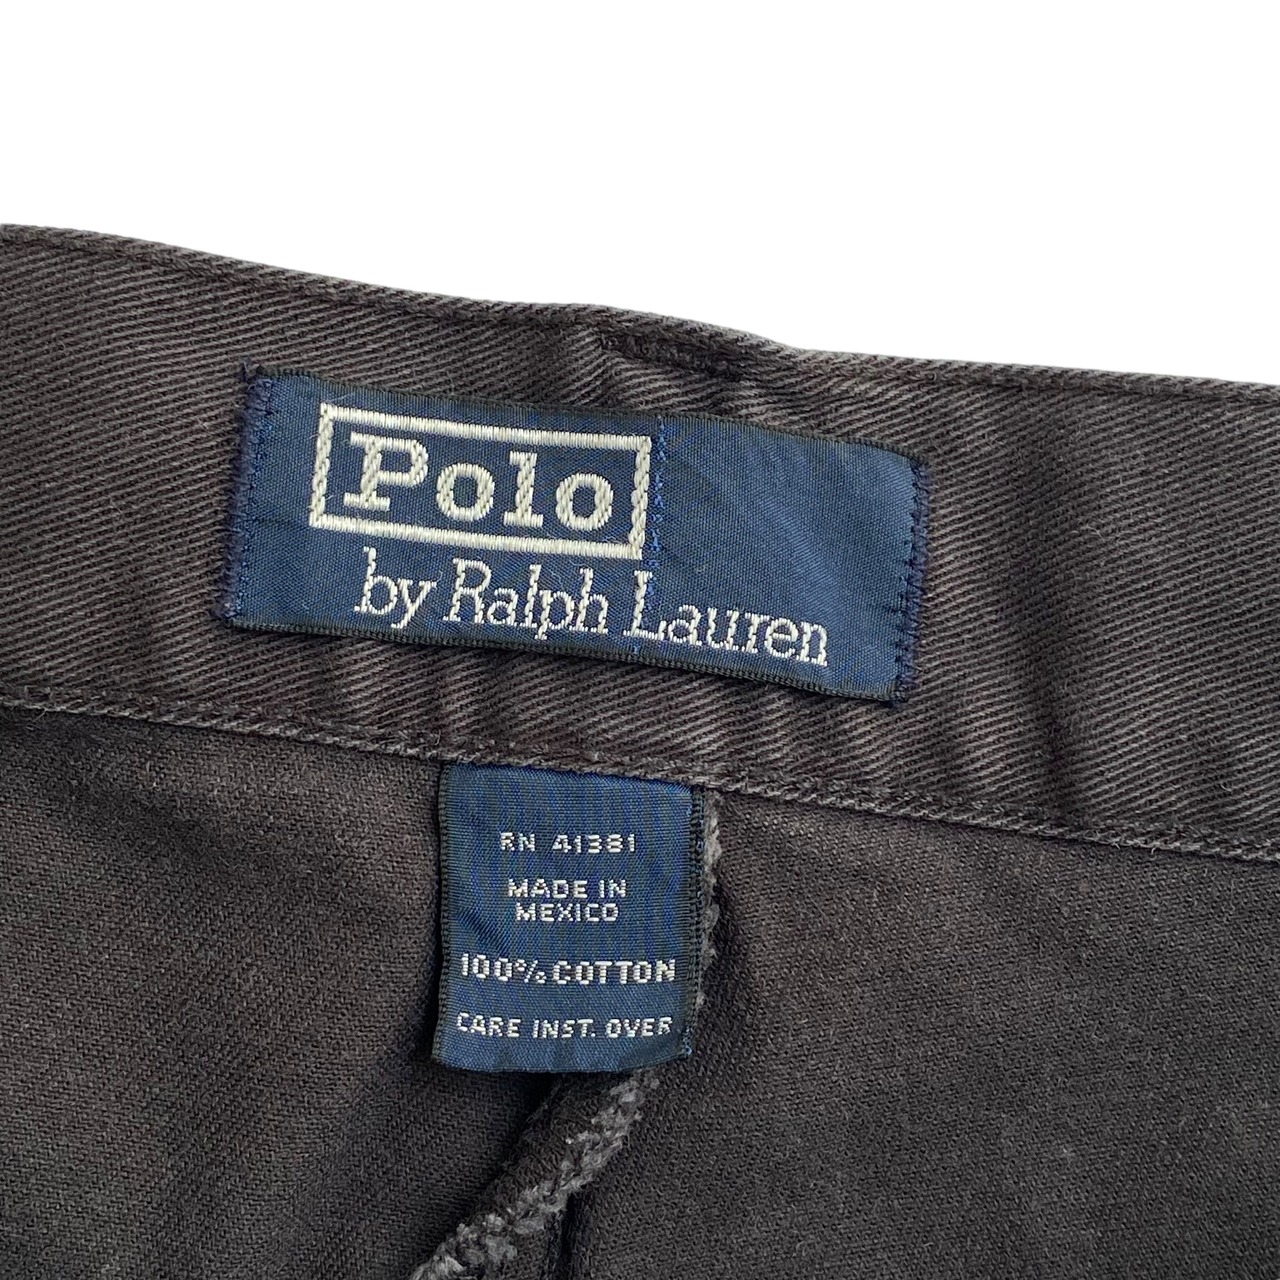 Polo
by Ralph Lauren
RN 41381
MADE IN
MEXICO
100% COTTON
CARE INST. OVER